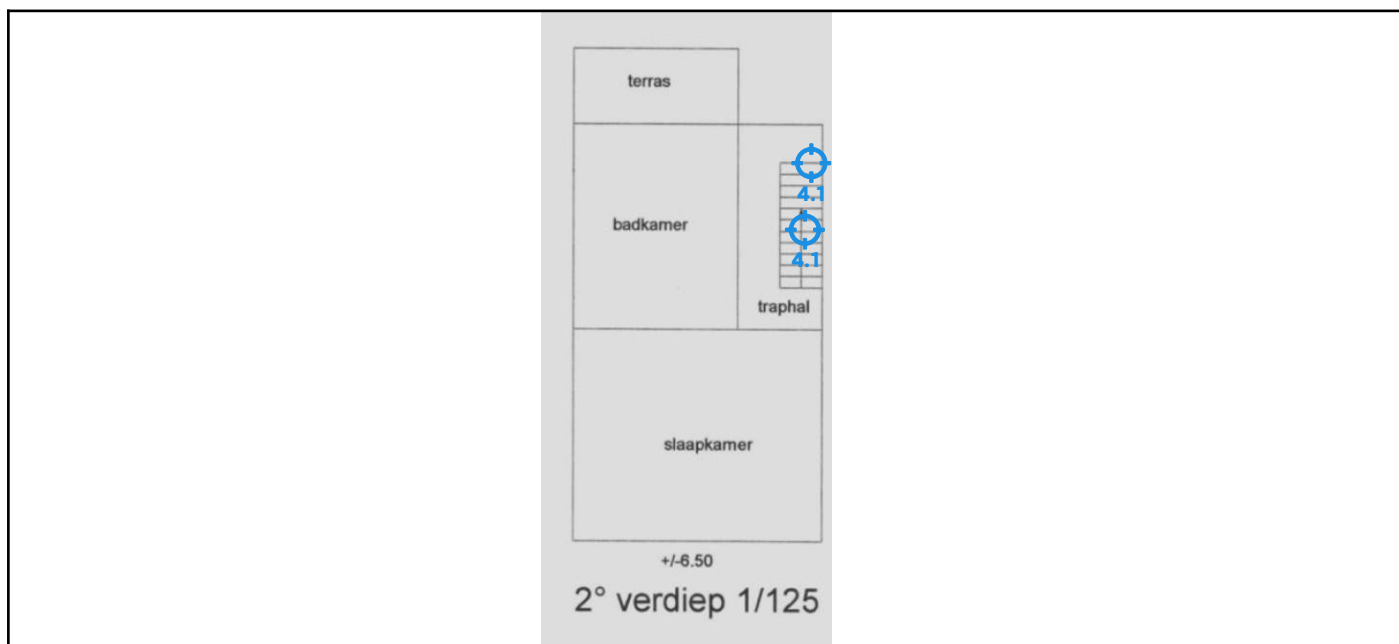 terras
4.1
badkamer
4.1
traphal
slaapkamer
+/-6.50
2° verdiep 1/125